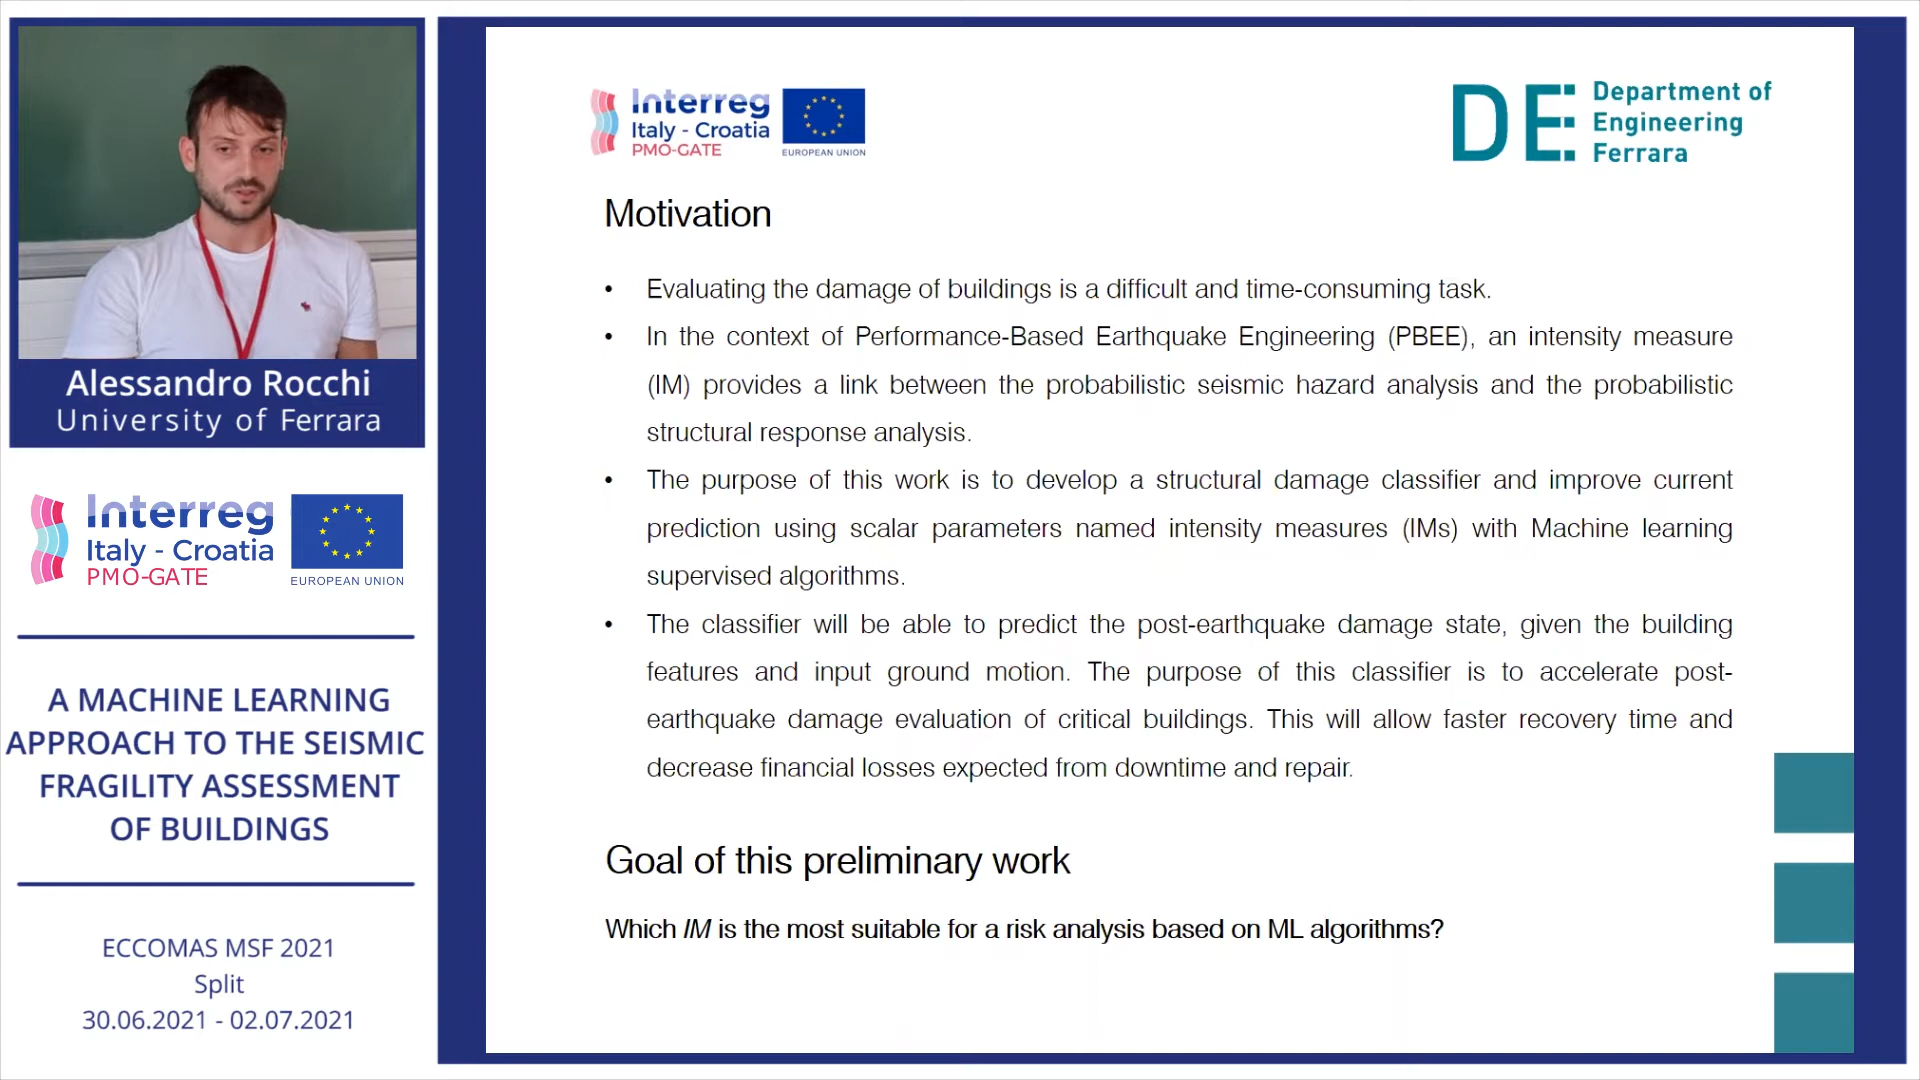 Alessandro Rocchi
University of Ferrara
Interreg
Italy - Croatia
PMO-GATE
EUROPEAN UNION
A MACHINE LEARNING
APPROACH TO THE SEISMIC
FRAGILITY ASSESSMENT
OF BUILDINGS
ECCOMAS MSF 2021
Split
30.06.2021 - 02.07.2021
Interreg
Italy - Croatia
PMO-GATE
EUROPEAN UNION
DE
Department of
Engineering
Ferrara
Motivation
• Evaluating the damage of buildings is a difficult and time-consuming task.
• In the context of Performance-Based Earthquake Engineering (PBEE), an intensity measure
(IM) provides a link between the probabilistic seismic hazard analysis and the probabilistic
structural response analysis.
• The purpose of this work is to develop a structural damage classifier and improve current
prediction using scalar parameters named intensity measures (IMs) with Machine learning
supervised algorithms.
• The classifier will be able to predict the post-earthquake damage state, given the building
features and input ground motion. The purpose of this classifier is to accelerate post-
earthquake damage evaluation of critical buildings. This will allow faster recovery time and
decrease financial losses expected from downtime and repair.
Goal of this preliminary work
Which IM is the most suitable for a risk analysis based on ML algorithms?